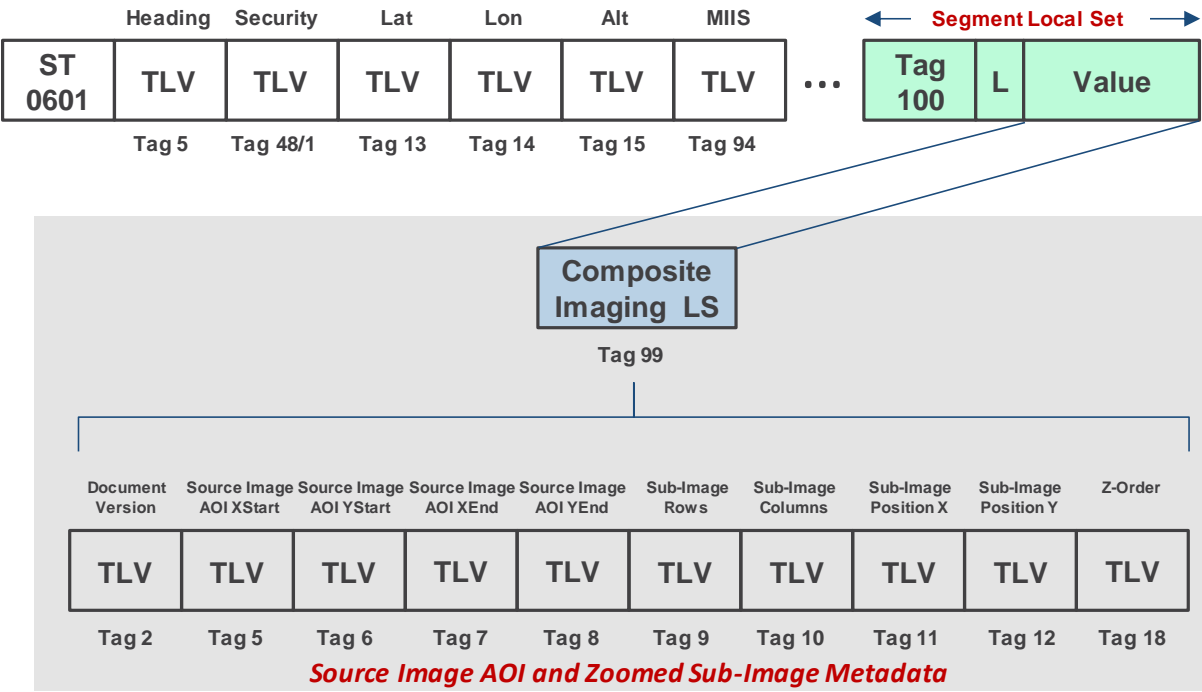 Heading Security Lat Lon Alt MIIS Segment Local Set
ST 0601 TLV TLV TLV TLV TLV TLV ... Tag 100 L Value
Tag 5 Tag 48/1 Tag 13 Tag 14 Tag 15 Tag 94
Composite
Imaging LS
Tag 99
Document Source Image Source Image Source Image Source Image Sub-Image Sub-Image Sub-Image Sub-Image Z-Order
Version AOI XStart AOI YStart AOI XEnd AOI YEnd Rows Columns Position X Position Y
TLV TLV TLV TLV TLV TLV TLV TLV TLV TLV
Tag 2 Tag 5 Tag 6 Tag 7 Tag 8 Tag 9 Tag 10 Tag 11 Tag 12 Tag 18
Source Image AOI and Zoomed Sub-Image Metadata